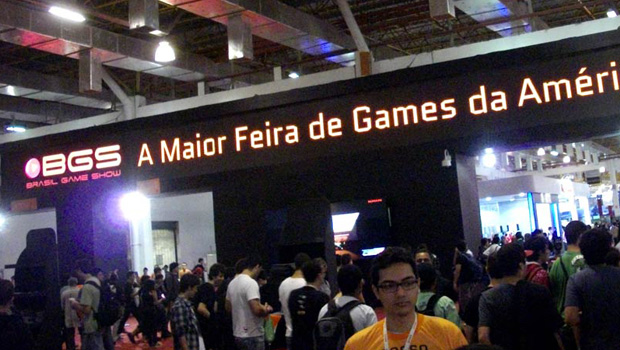 BGS
BRASIL GAME SHOW
A Maior Feira de Games da Améri